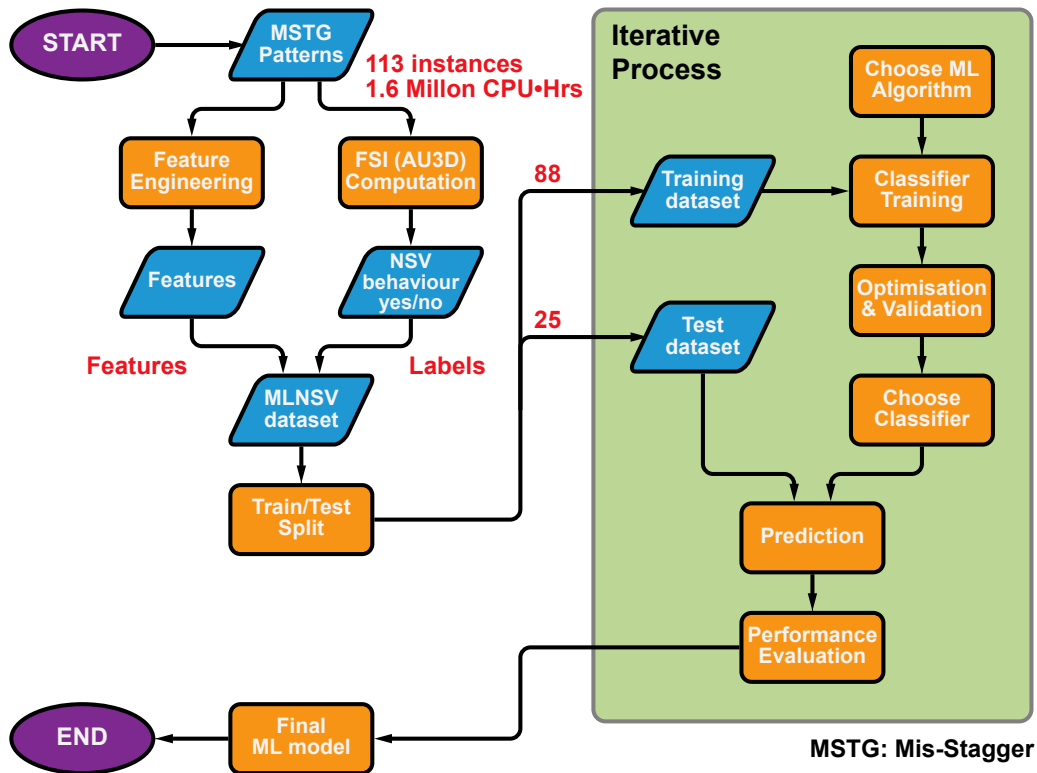 START
MSTG
Patterns
113 instances
1.6 Millon CPU•Hrs
Feature
Engineering
FSI (AU3D)
Computation
Features
NSV
behaviour
yes/no
Features
Labels
MLNSV
dataset
Train/Test
Split
88
25
Iterative
Process
Choose ML
Algorithm
Training
dataset
Classifier
Training
Optimisation
& Validation
Test
dataset
Choose
Classifier
Prediction
Performance
Evaluation
Final
ML model
END
MSTG: Mis-Stagger